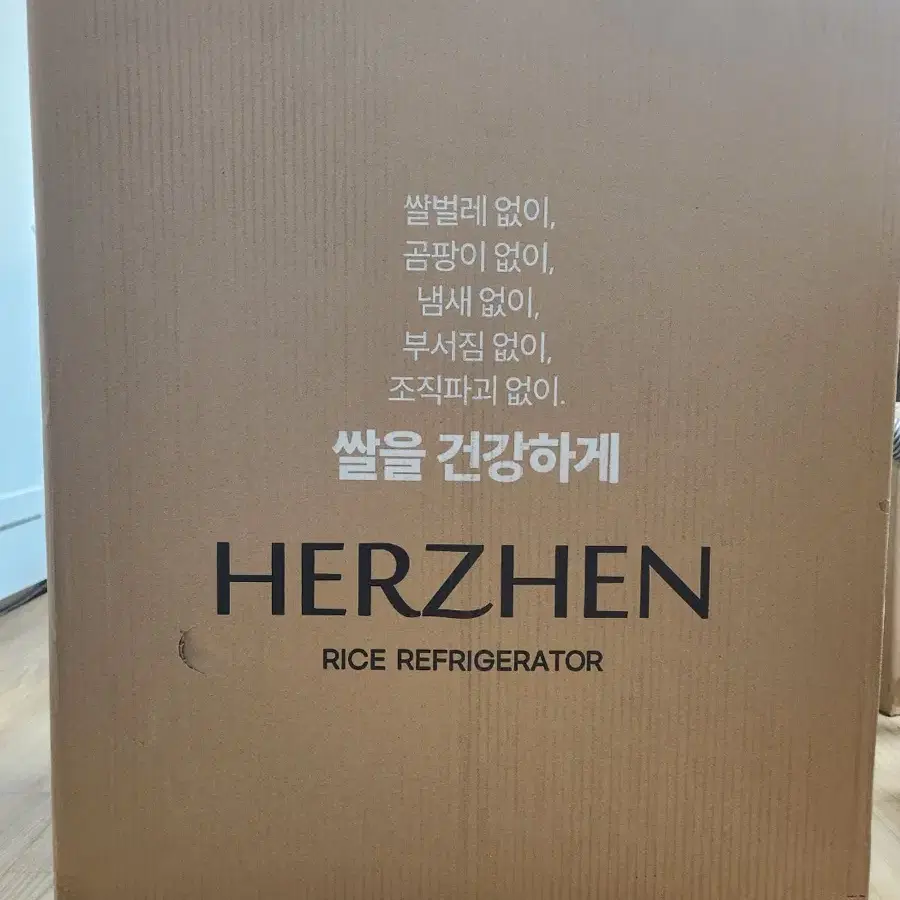 쌀벌레 없이,
곰팡이 없이,
냄새 없이,
부서짐 없이,
조직파괴 없이.
쌀을 건강하게
HERZHEN
RICE REFRIGERATOR